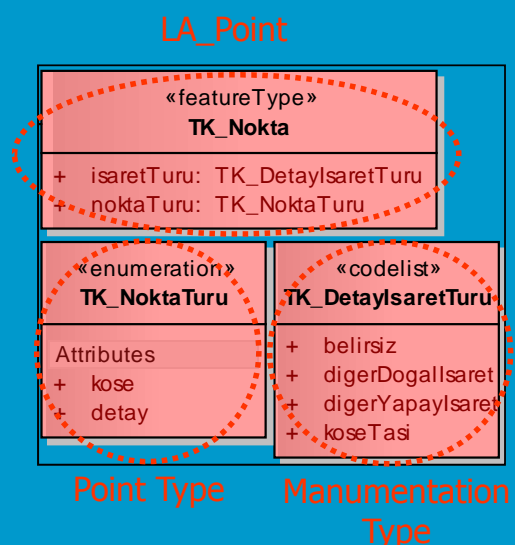 LA_Point
«featureType»
TK_Nokta
+ isaretTuru: TK_DetayIsaretTuru
+ noktaTuru: TK_NoktaTuru
«enumeration»
TK_NoktaTuru
Attributes
+ kose
+ detay
«codelist»
TK_DetayIsaretTuru
+ belirsiz
+ digerDogalIsaret
+ digerYapayIsaret
+ koseTasi
Point Type
Manumentation
Type